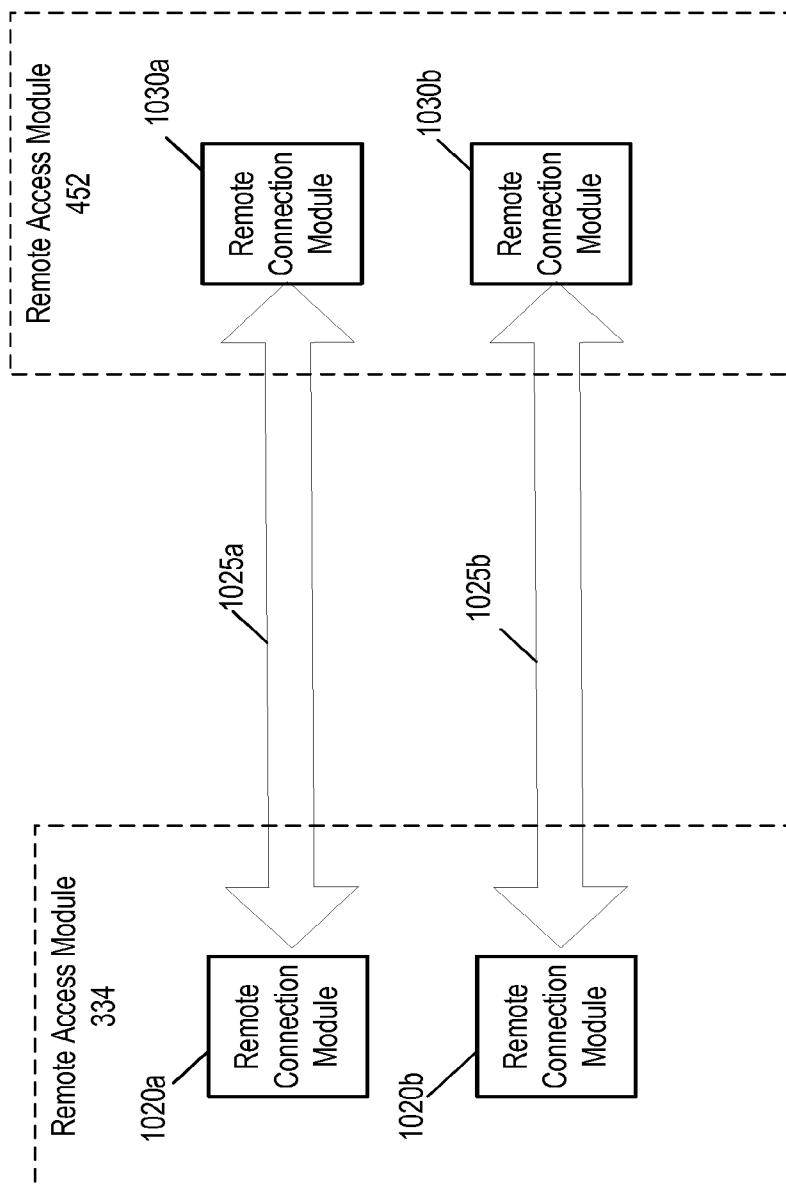 Remote Access Module
334
1020a
Remote
Connection
Module
1020b
Remote
Connection
Module
1025a
1025b
Remote Access Module
452
1030a
Remote
Connection
Module
1030b
Remote
Connection
Module